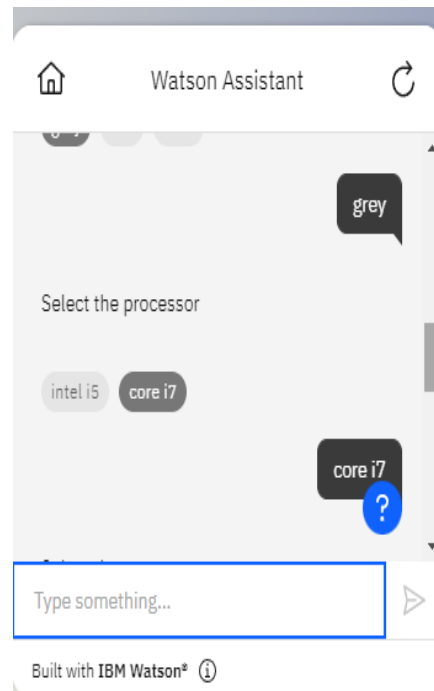 Watson Assistant
grey
Select the processor
intel i5 core i7
core i7
?
Type something...
Built with IBM Watson® i